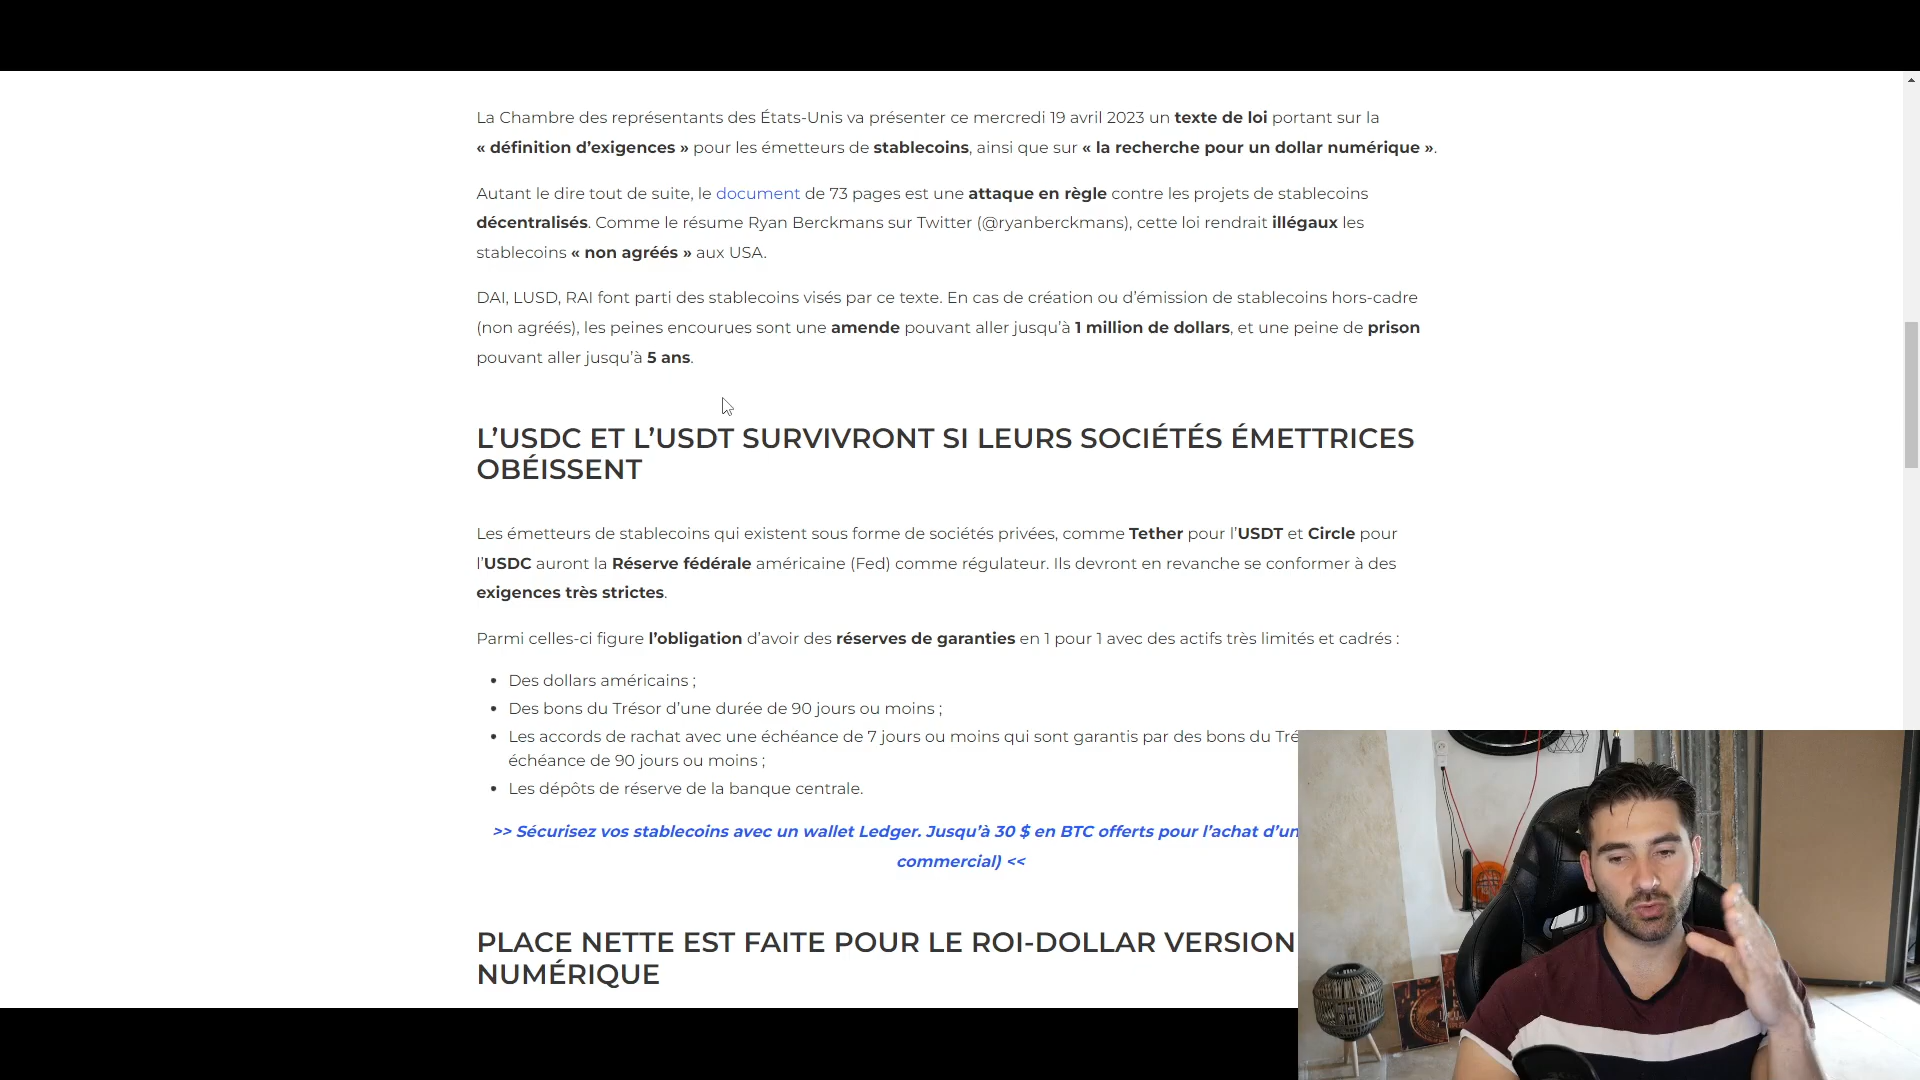 La Chambre des représentants des États-Unis va présenter ce mercredi 19 avril 2023 un texte de loi portant sur la
« définition d’exigences » pour les émetteurs de stablecoins, ainsi que sur « la recherche pour un dollar numérique ».
Autant le dire tout de suite, le document de 73 pages est une attaque en règle contre les projets de stablecoins
décentralisés. Comme le résume Ryan Berckmans sur Twitter (@ryanberckmans), cette loi rendrait illégaux les
stablecoins « non agréés » aux USA.
DAI, LUSD, RAI font parti des stablecoins visés par ce texte. En cas de création ou d’émission de stablecoins hors-cadre
(non agréés), les peines encourues sont une amende pouvant aller jusqu’à 1 million de dollars, et une peine de prison
pouvant aller jusqu’à 5 ans.
L’USDC ET L’USDT SURVIVRONT SI LEURS SOCIÉTÉS ÉMETTRICES
OBÉISSENT
Les émetteurs de stablecoins qui existent sous forme de sociétés privées, comme Tether pour l’USDT et Circle pour
l’USDC auront la Réserve fédérale américaine (Fed) comme régulateur. Ils devront en revanche se conformer à des
exigences très strictes.
Parmi celles-ci figure l’obligation d’avoir des réserves de garanties en 1 pour 1 avec des actifs très limités et cadrés :
• Des dollars américains ;
• Des bons du Trésor d’une durée de 90 jours ou moins ;
• Les accords de rachat avec une échéance de 7 jours ou moins qui sont garantis par des bons du Tré
échéance de 90 jours ou moins ;
• Les dépôts de réserve de la banque centrale.
>> Sécurisez vos stablecoins avec un wallet Ledger. Jusqu’à 30 $ en BTC offerts pour l’achat d’un
commercial) <<
PLACE NETTE EST FAITE POUR LE ROI-DOLLAR VERSION
NUMÉRIQUE